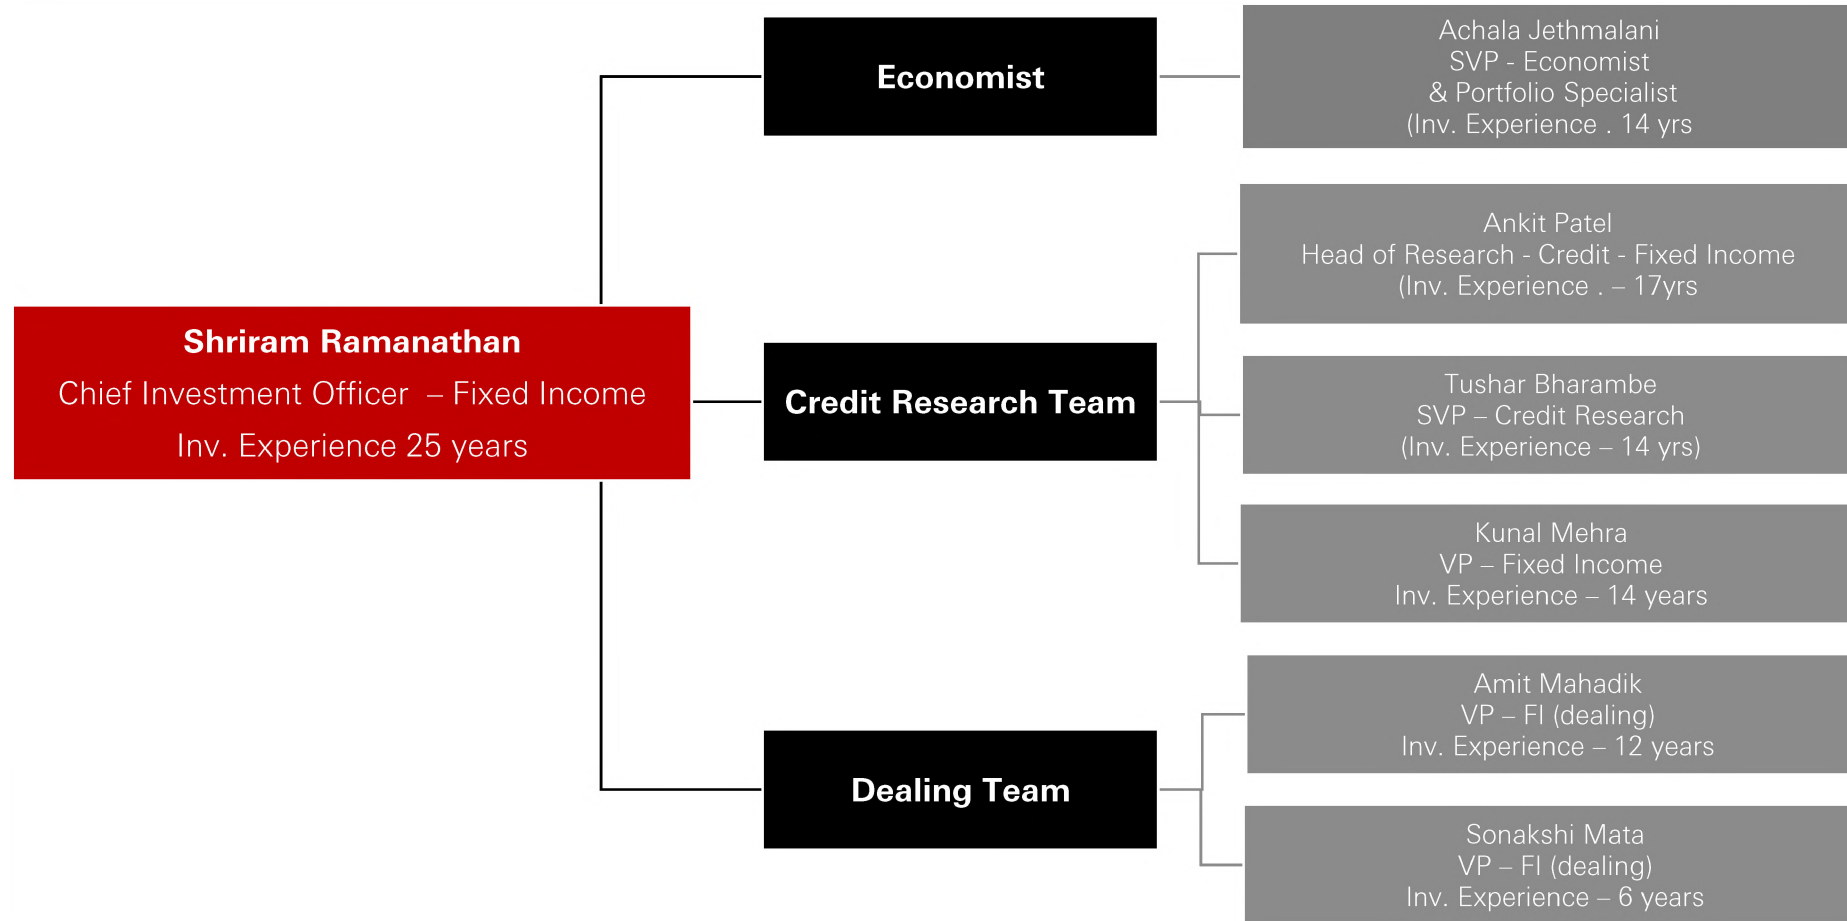 Shriram Ramanathan
Chief Investment Officer – Fixed Income
Inv. Experience 25 years
Economist
Achala Jethmalani
SVP - Economist
& Portfolio Specialist
(Inv. Experience . 14 yrs
Credit Research Team
Ankit Patel
Head of Research - Credit - Fixed Income
(Inv. Experience . – 17yrs
Tushar Bharambe
SVP – Credit Research
(Inv. Experience – 14 yrs)
Kunal Mehra
VP – Fixed Income
Inv. Experience – 14 years
Dealing Team
Amit Mahadik
VP – FI (dealing)
Inv. Experience – 12 years
Sonakshi Mata
VP – FI (dealing)
Inv. Experience – 6 years